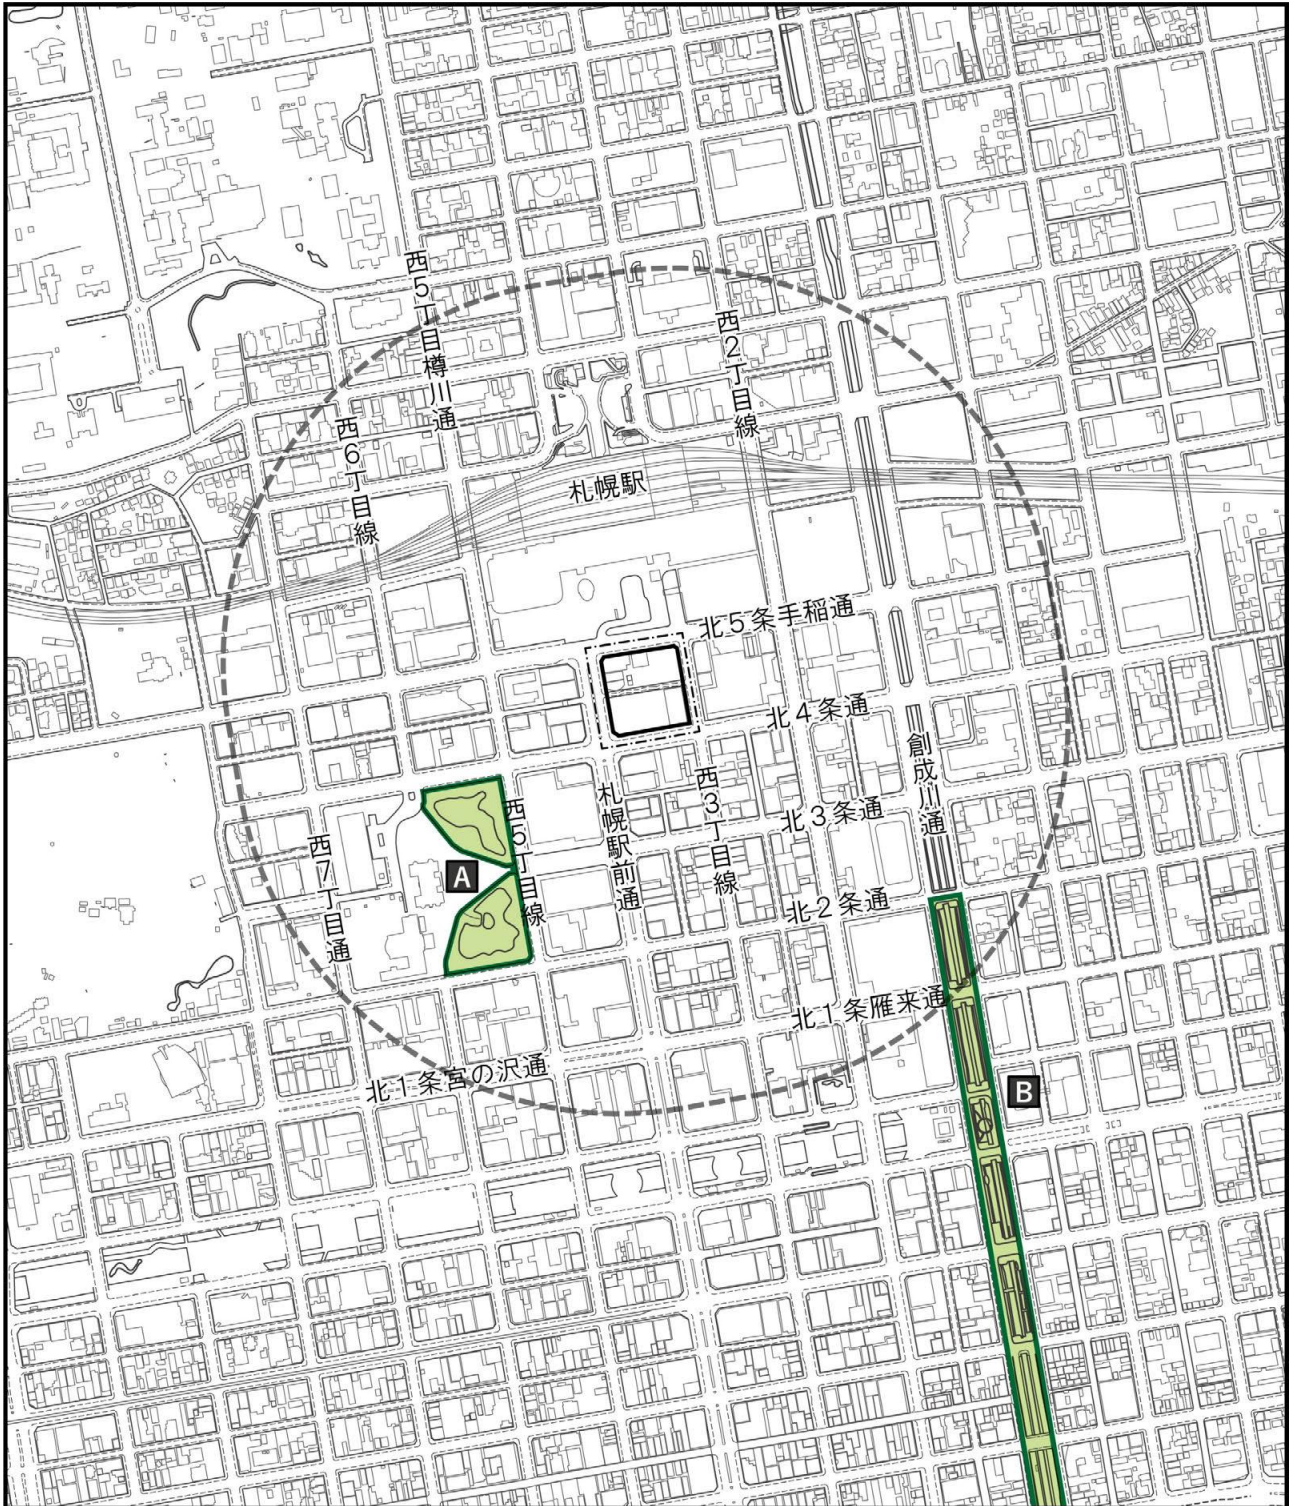 西5丁目樽川通
西2丁目線
西6丁目線
札幌駅
北5条手稲通
北4条通
創成川通
西3丁目線
札幌駅前通
西5丁目線
北3条通
西7丁目通
A
北2条通
北1条雁来通
北1条宮の沢通
B